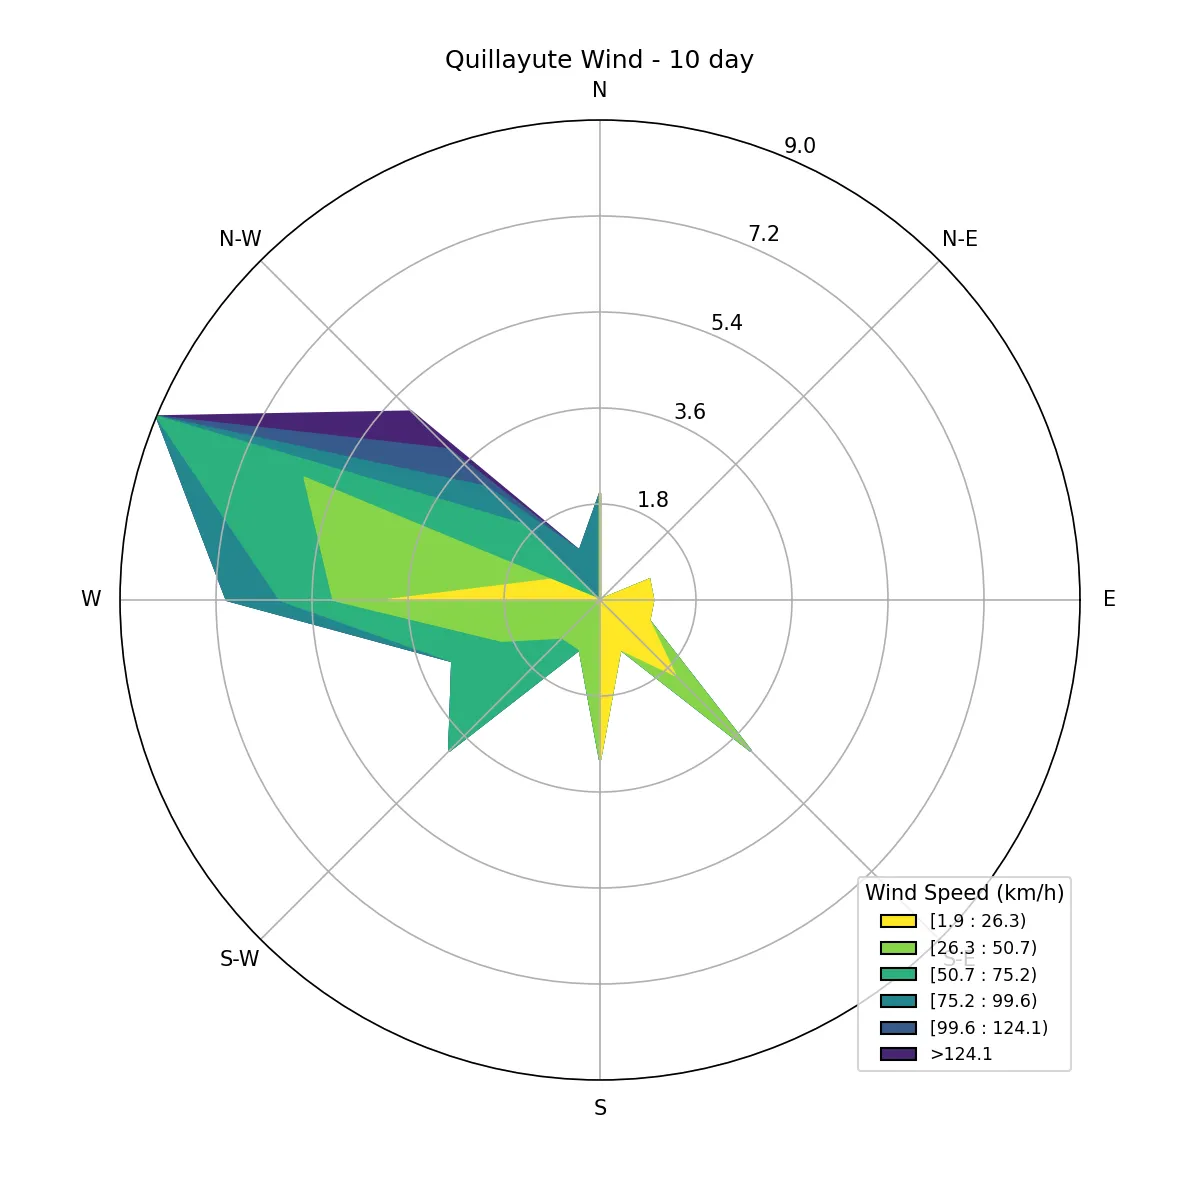 Quillayute Wind - 10 day
N
9.0
N-W
N-E
7.2
5.4
3.6
1.8
W
E
S-W
S-E
S
Wind Speed (km/h)
[1.9 : 26.3)
[26.3 : 50.7)
[50.7 : 75.2)
[75.2 : 99.6)
[99.6 : 124.1)
>124.1